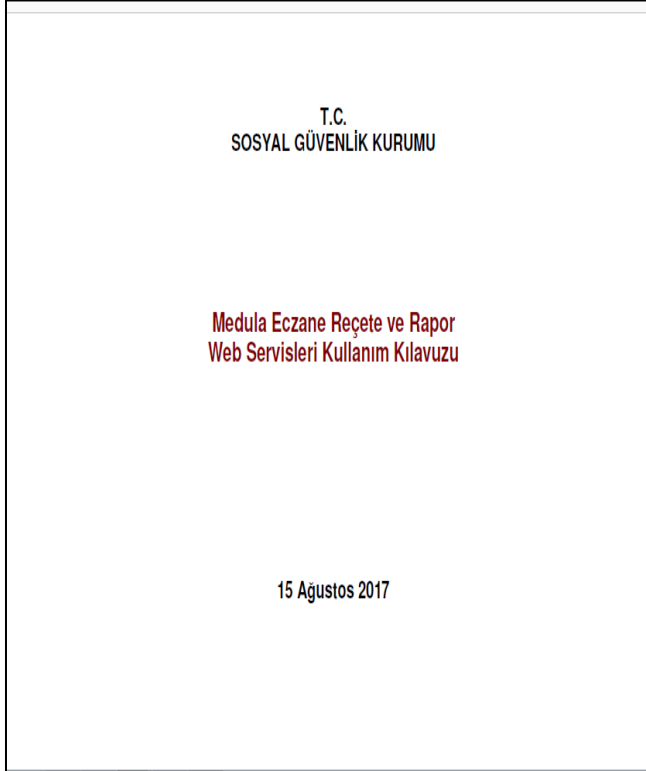 T.C.
SOSYAL GÜVENLİK KURUMU
Medula Eczane Reçete ve Rapor
Web Servisleri Kullanım Kılavuzu
15 Ağustos 2017